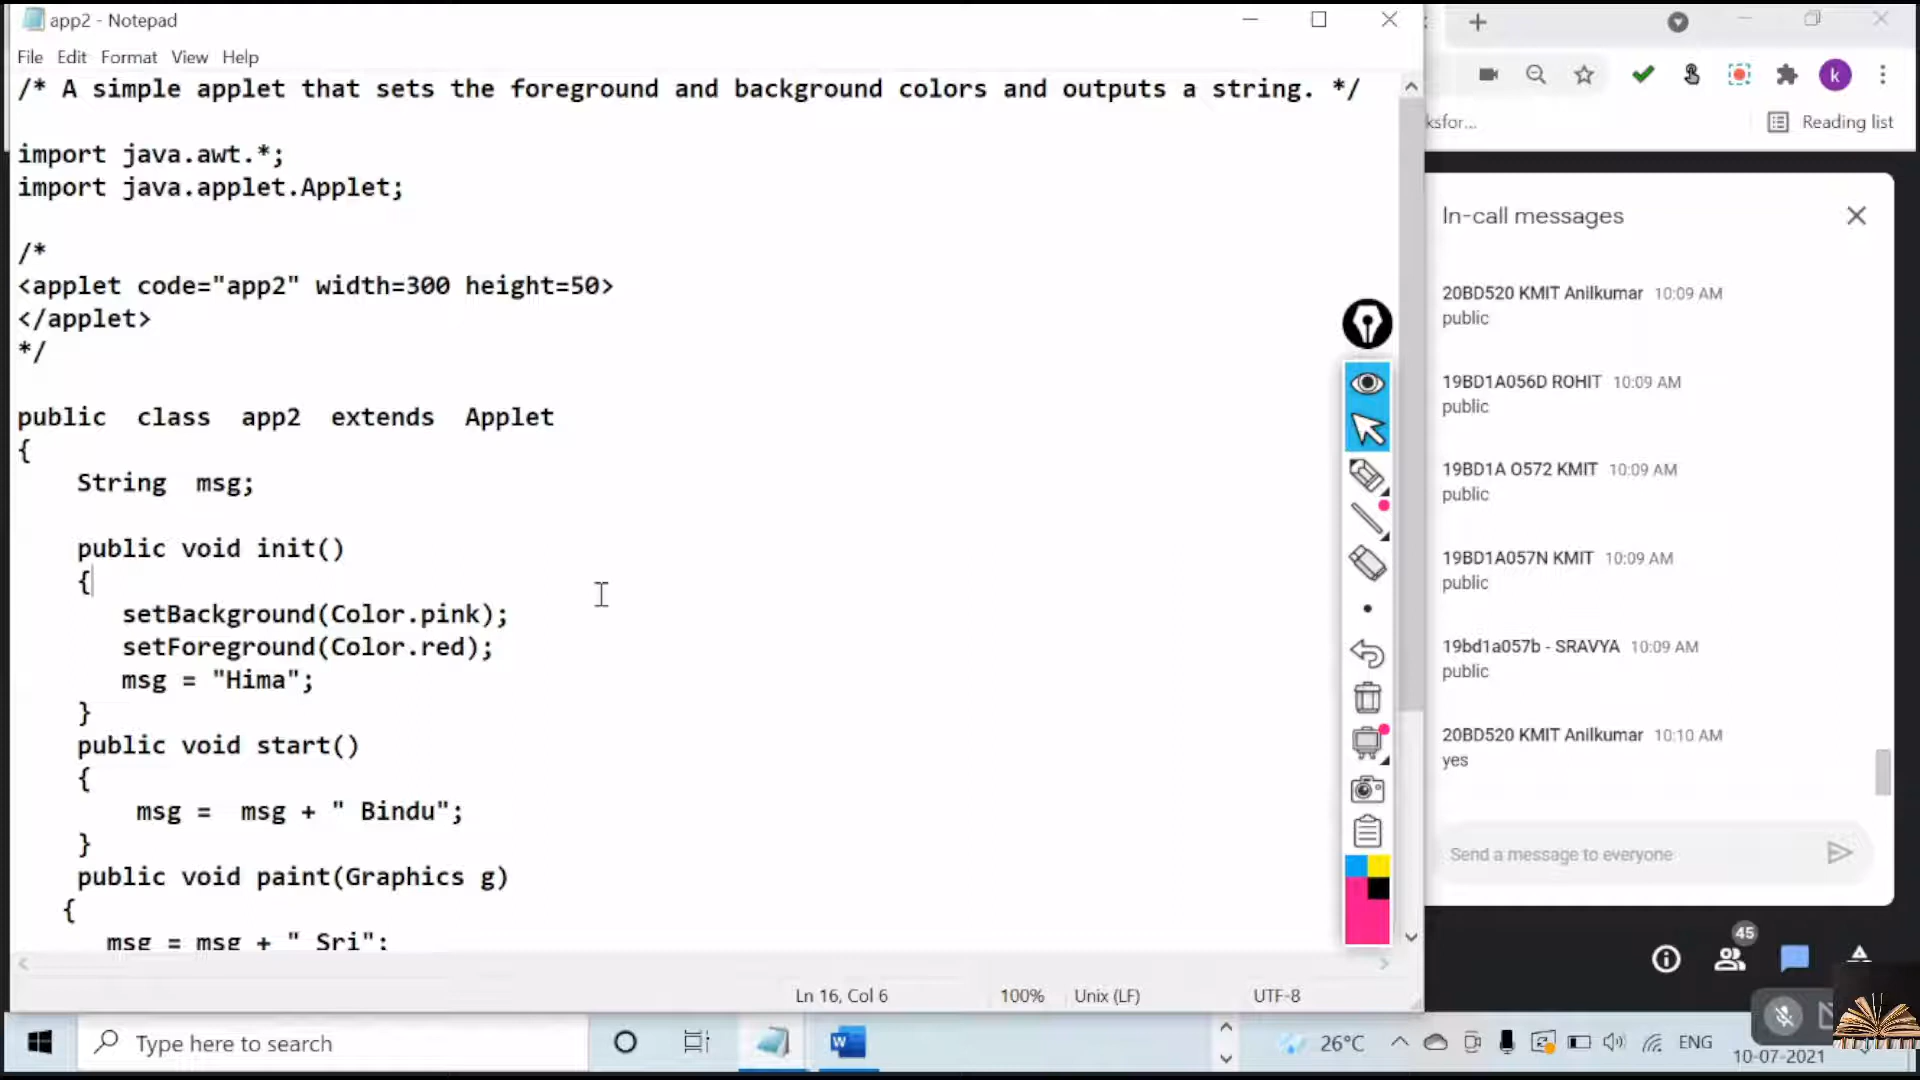 app2 - Notepad
File Edit Format View Help
/* A simple applet that sets the foreground and background colors and outputs a string. */
import java.awt.*;
import java.applet.Applet;
/*
<applet code="app2" width=300 height=50>
</applet>
*/
public class app2 extends Applet
{
String msg;
public void init()
{
setBackground(Color.pink);
setForeground(Color.red);
msg = "Hima";
}
public void start()
{
msg = msg + " Bindu";
}
public void paint(Graphics g)
{
msg = msg + " Sri";
Ln 16, Col 6
100%
Unix (LF)
UTF-8
k
ksfor...
Reading list
In-call messages
20BD520 KMIT Anilkumar 10:09 AM
public
19BD1A056D ROHIT 10:09 AM
public
19BD1A O572 KMIT 10:09 AM
public
19BD1A057N KMIT 10:09 AM
public
19bd1a057b - SRAVYA 10:09 AM
public
20BD520 KMIT Anilkumar 10:10 AM
yes
Send a message to everyone
45
Type here to search
W
26°C
ENG
10-07-2021